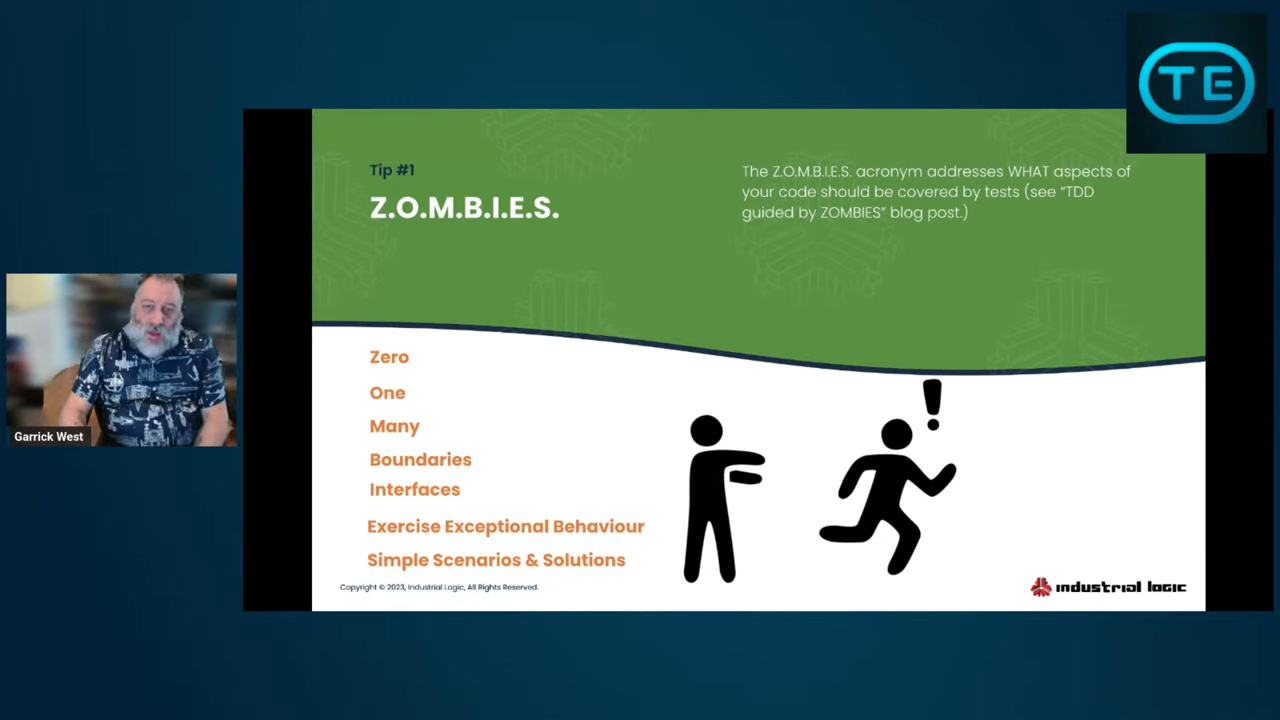 TE
Tip #1
Z.O.M.B.I.E.S.
The Z.O.M.B.I.E.S. acronym addresses WHAT aspects of
your code should be covered by tests (see “TDD
guided by ZOMBIES” blog post.)
Zero
One
Many
Boundaries
Interfaces
Exercise Exceptional Behaviour
Simple Scenarios & Solutions
!
Garrick West
Copyright © 2023, Industrial Logic, All Rights Reserved.
industrial logic